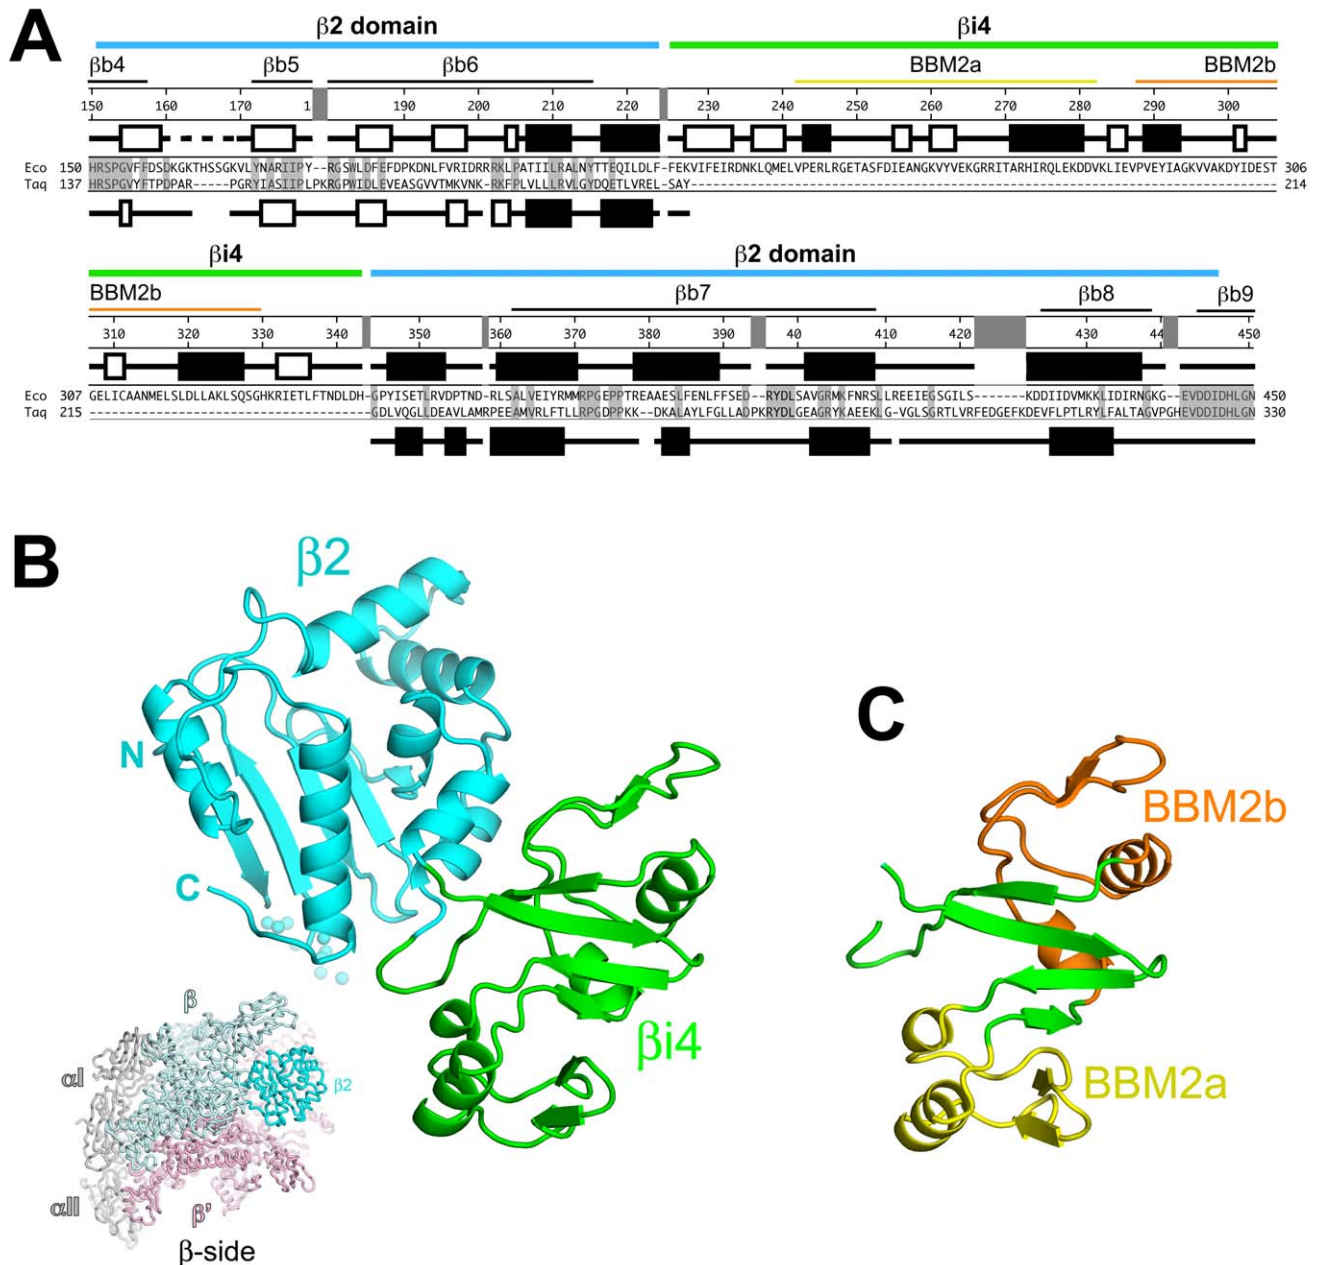 A
β2 domain βi4
βb4 βb5 βb6 BBM2a BBM2b
150 160 170 1 190 200 210 220 230 240 250 260 270 280 290 300
Eco 150 HRSPGVFFDSDKGKTHSSGKVLYNARIIPY--RGSWLDFEFDPKDNLFVRIDRRRKLPATIILRALNYTTEQILDLF-FEKVIFEIRDNKLQMELVPERLRGETASFDIEANGKVYVEKGRRITARHIRQLEKDDVKLIEVPVEYIAGKVVAKDYIDEST 306
Taq 137 HRSPGVYFTPDPAR-----PGRYIASIIPLPKRGPWIDLEVEASGVVTMKVNK-RKFPLVLLLRVLGYDQETLVREL-SAY 214
βi4 β2 domain
BBM2b βb7 βb8 βb9
310 320 330 340 350 360 370 380 390 40 410 420 430 44 450
Eco 307 GELICAANMELSLDLLAKLSQSGHKRIETLFTNDLDH-GPYISETLRVDPTND-RLSALVEIYRMMRPGEPPTREAAESLFENLFFSED--RYDLSAVGRMKFNRSLLREEIEGSGILS------KDDIIDVMKKLIDIRNGKG--EVDDIDHLGN 450
Taq 215 GDLVQGLLDEAVLAMRPEEAMVRLFTLLRPGDPPKK--DKALAYLFGLLADPKRYDLGEAGRYKAEEKLG-VGLSGRTLVRFEDGEFKDEVFLPTLRYLFALTAGVPGHEVDDIDHLGN 330
B
β2
N
C
βi4
β
αI
β2
αII
β'
β-side
C
BBM2b
BBM2a